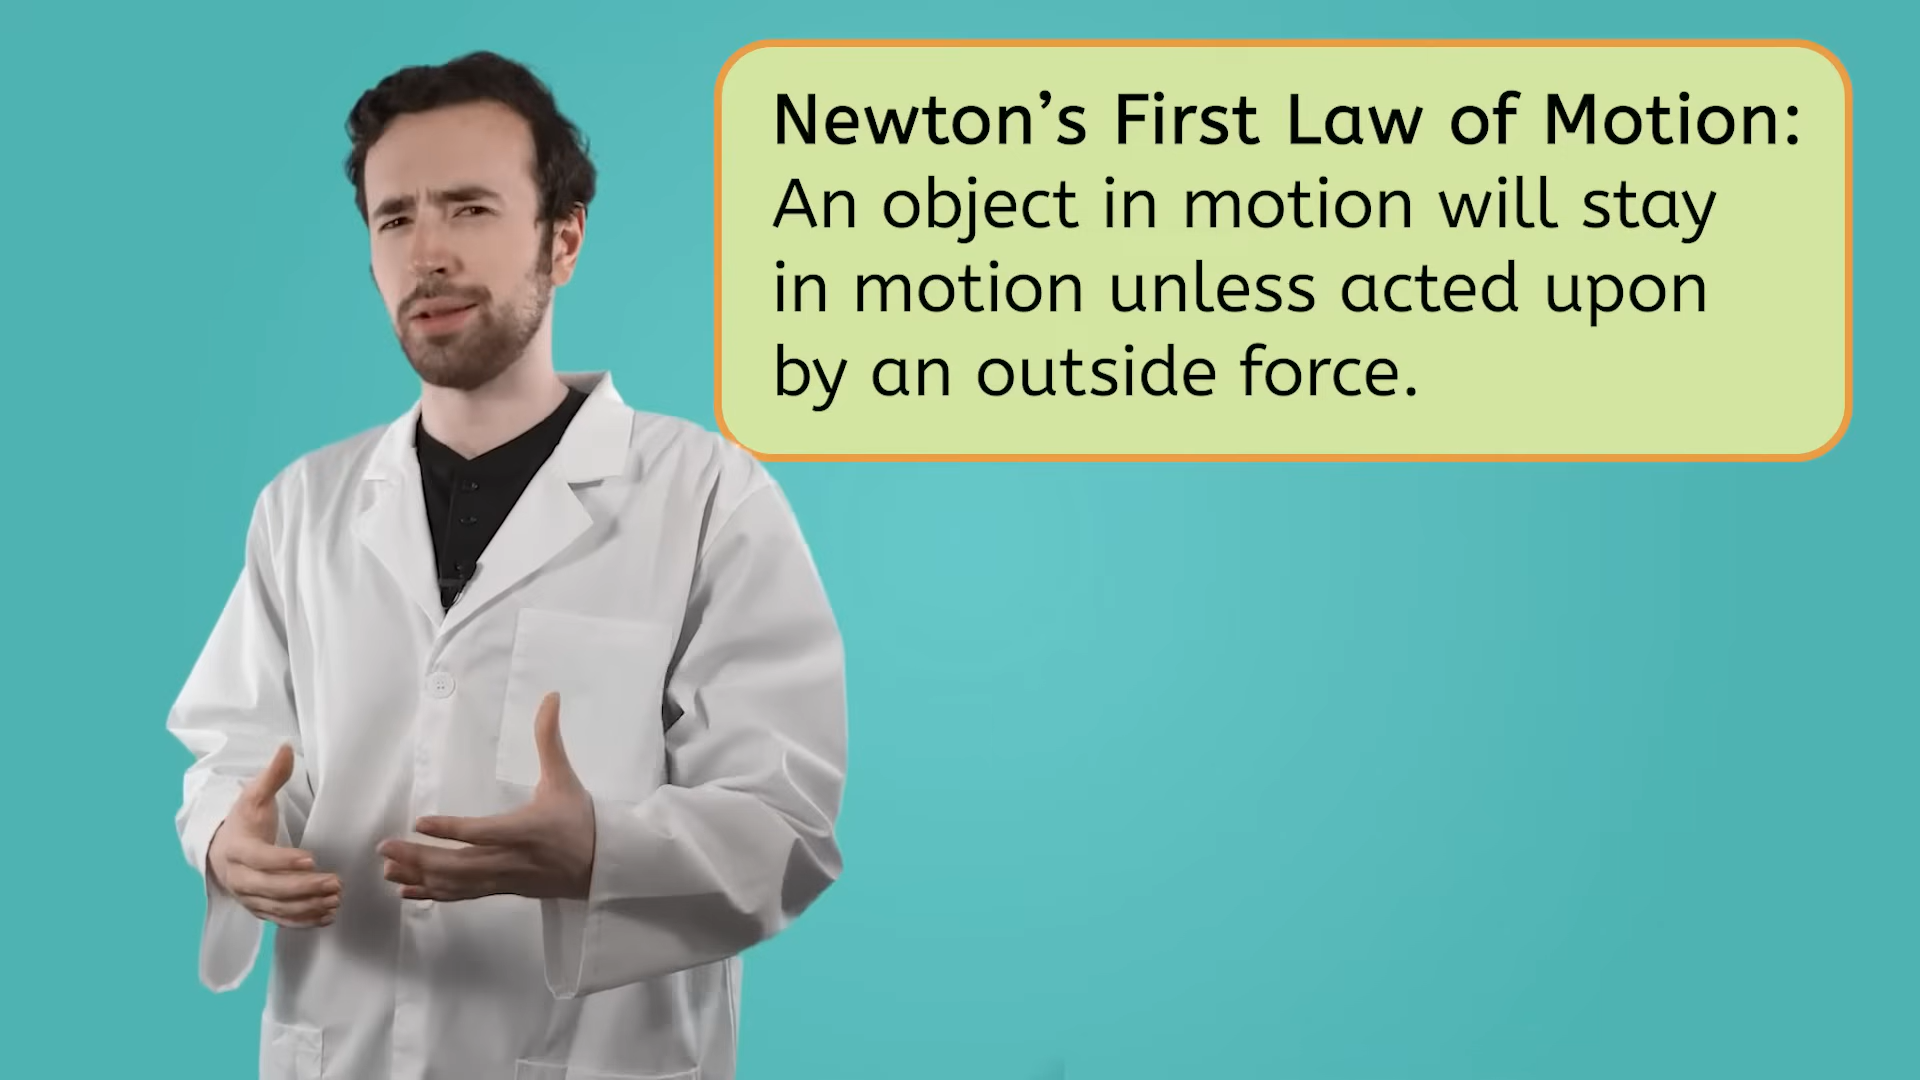 Newton’s First Law of Motion:
An object in motion will stay
in motion unless acted upon
by an outside force.